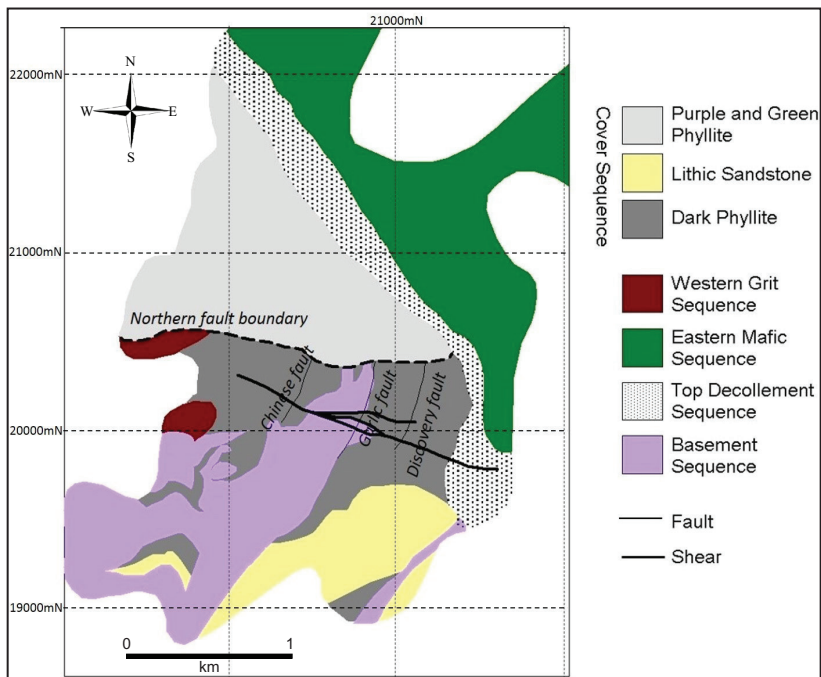 21000mN
22000mN
N
W
E
S
21000mN
Northern fault boundary
Chinese fault
Garlic fault
Discovery fault
20000mN
19000mN
0
1
km
Cover Sequence
Purple and Green
Phyllite
Lithic Sandstone
Dark Phyllite
Western Grit
Sequence
Eastern Mafic
Sequence
Top Decollement
Sequence
Basement
Sequence
Fault
Shear